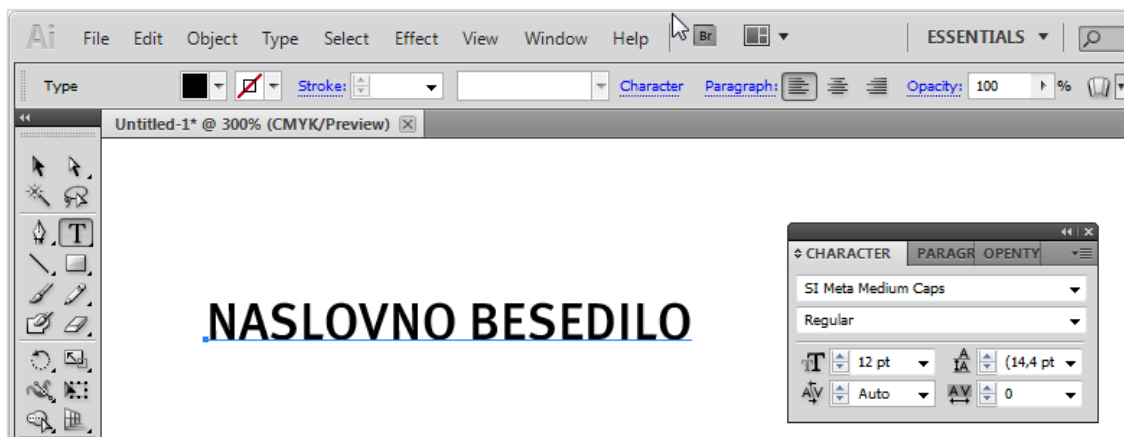 Ai File Edit Object Type Select Effect View Window Help Br ESSENTIALS
Type Stroke: Character Paragraph: Opacity: 100 %
Untitled-1* @ 300% (CMYK/Preview)
CHARACTER PARAGR OPENTY
SI Meta Medium Caps
NASLOVNO BESEDILO
Regular
12 pt (14,4 pt
Auto 0